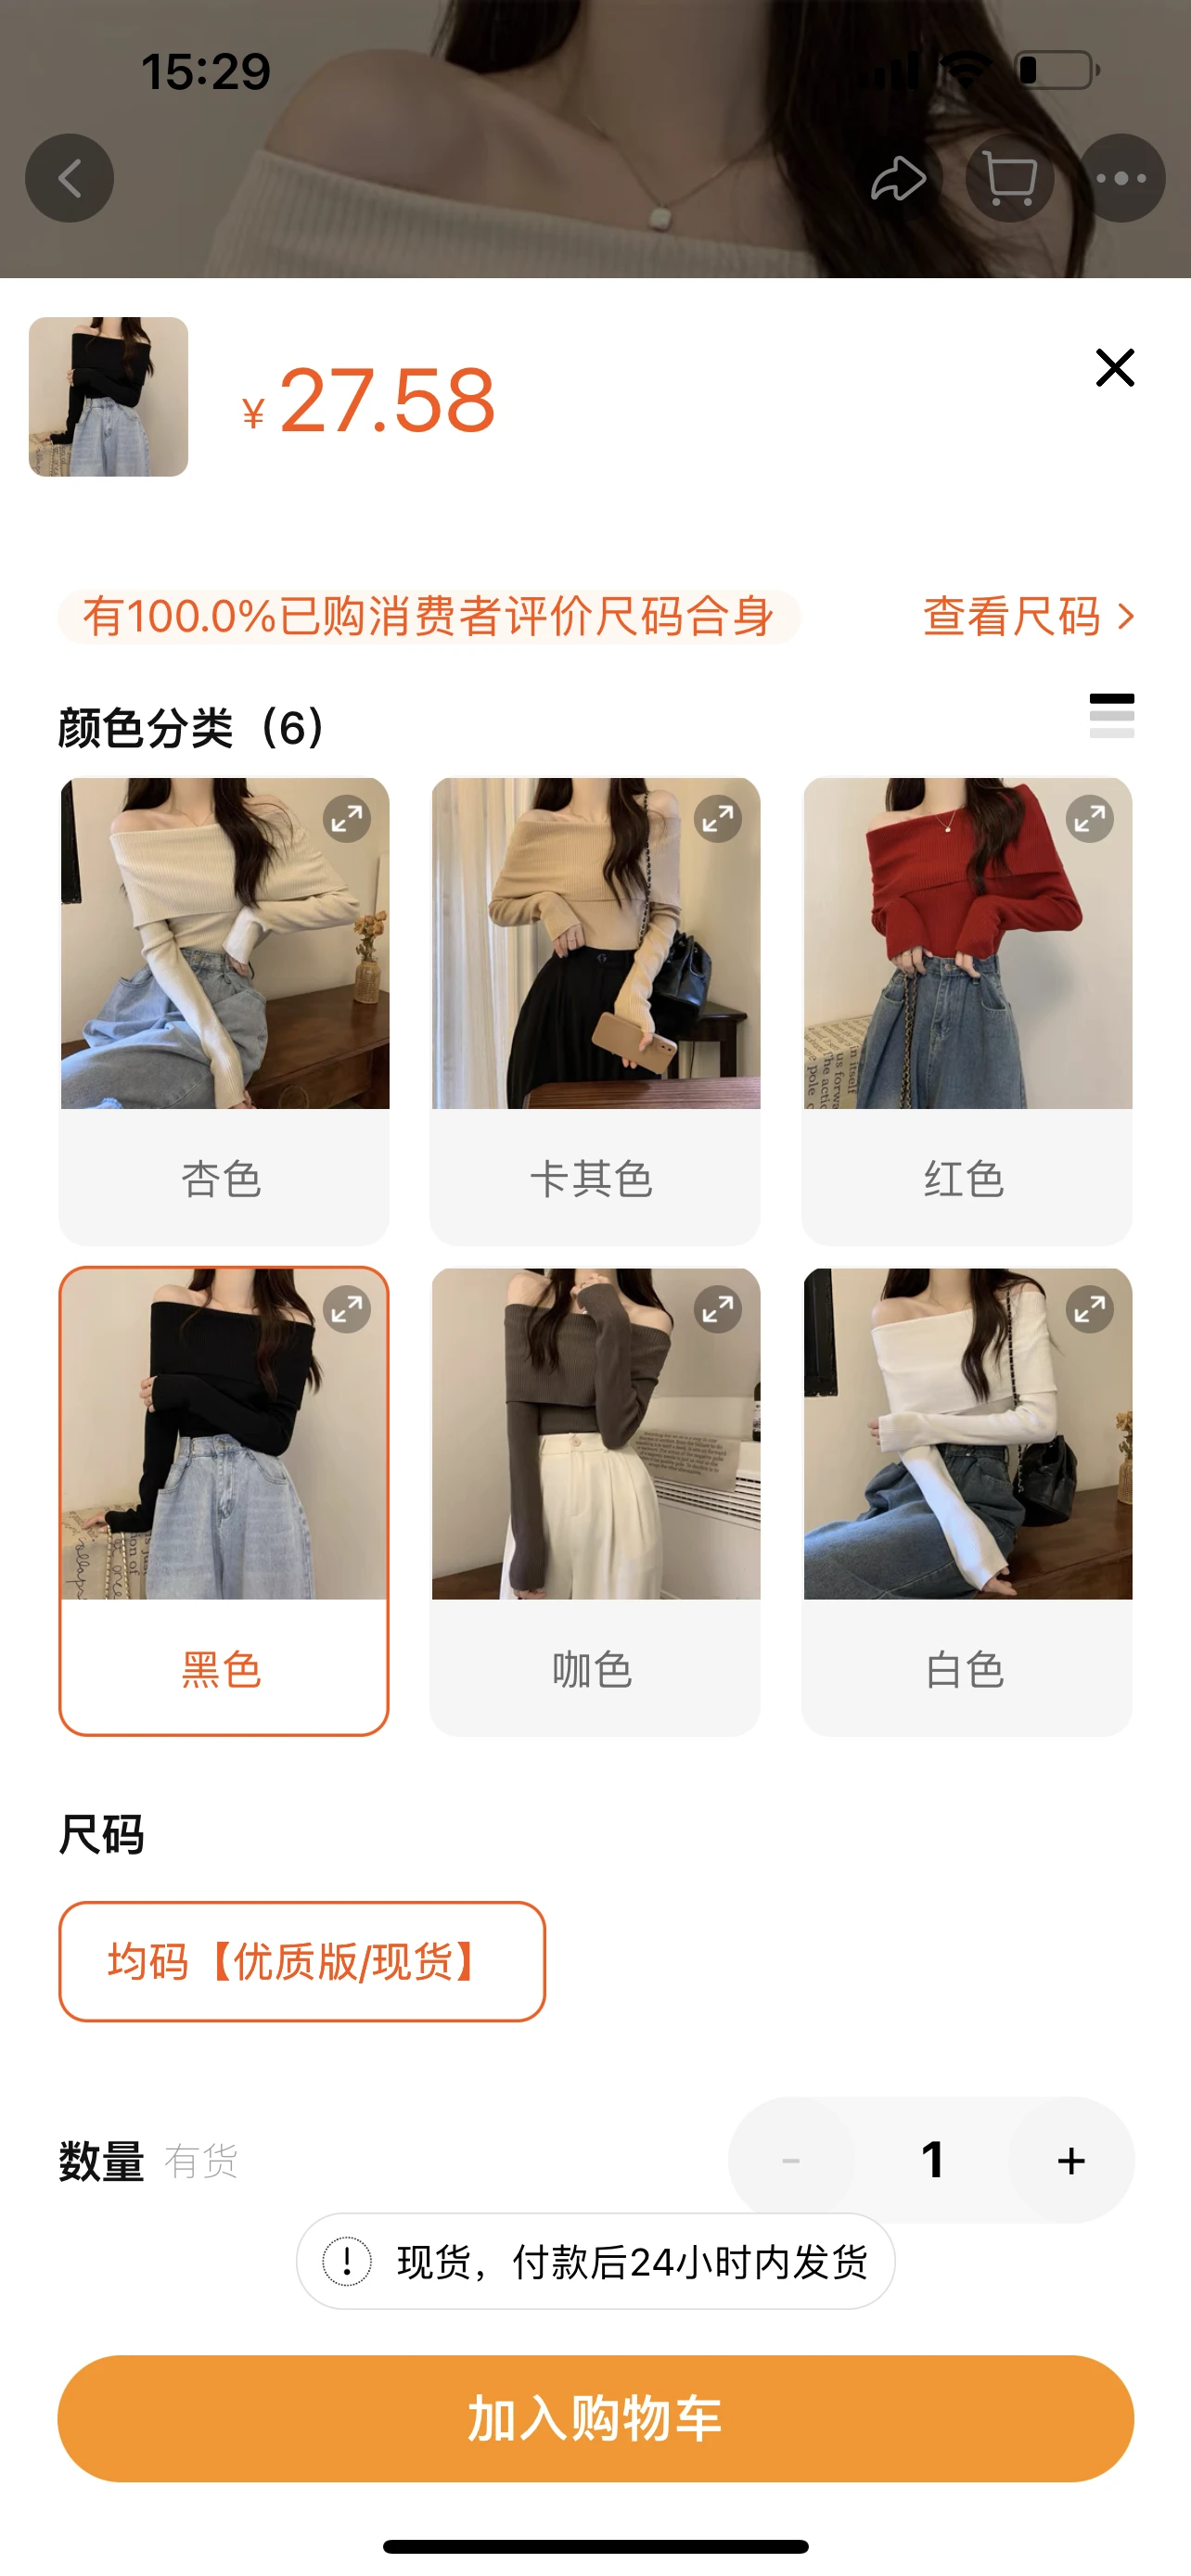 15:29
¥27.58
有100.0%已购消费者评价尺码合身
查看尺码
颜色分类（6）
杏色
卡其色
红色
黑色
咖色
白色
尺码
均码【优质版/现货】
数量 有货
- 1 +
现货，付款后24小时内发货
加入购物车